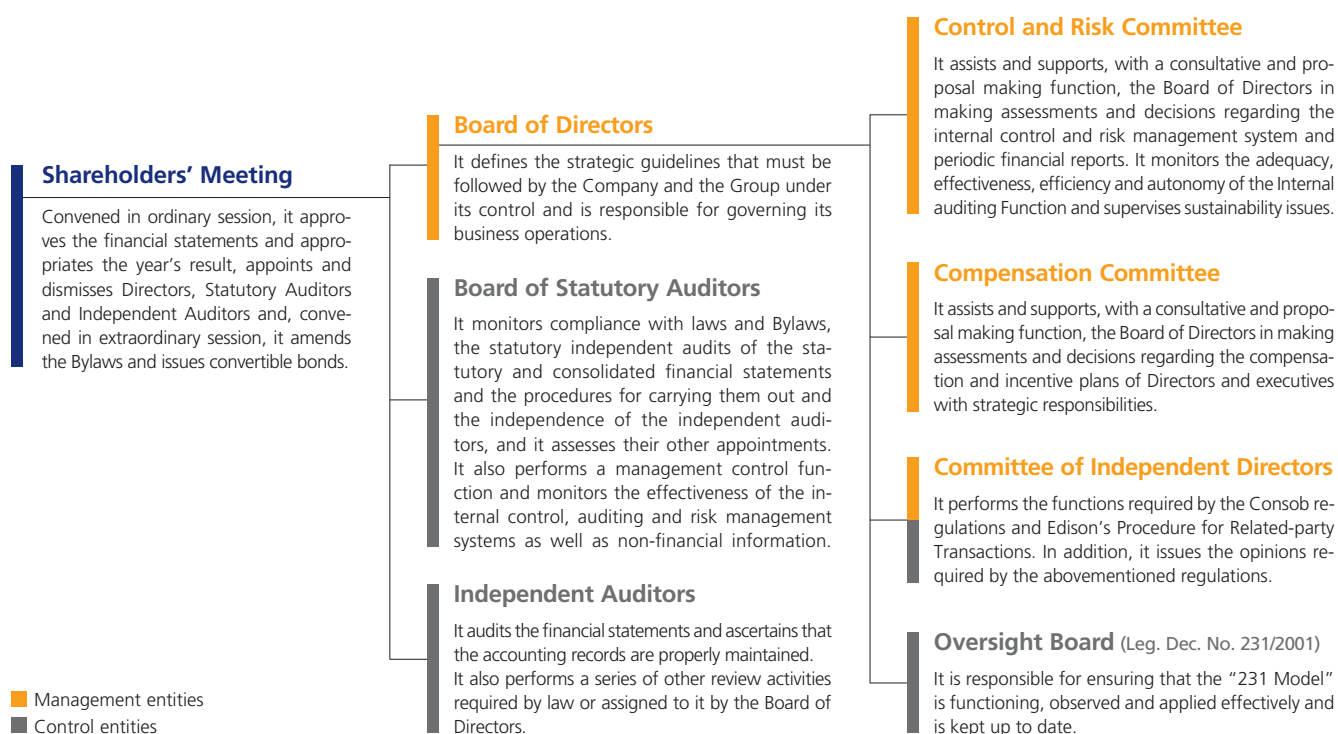 Shareholders' Meeting
Convened in ordinary session, it appro-
ves the financial statements and appro-
priates the year's result, appoints and
dismisses Directors, Statutory Auditors
and Independent Auditors and, conve-
ned in extraordinary session, it amends
the Bylaws and issues convertible bonds.
Board of Directors
It defines the strategic guidelines that must be
followed by the Company and the Group under
its control and is responsible for governing its
business operations.
Board of Statutory Auditors
It monitors compliance with laws and Bylaws,
the statutory independent audits of the sta-
tutory and consolidated financial statements
and the procedures for carrying them out and
the independence of the independent audi-
tors, and it assesses their other appointments.
It also performs a management control fun-
ction and monitors the effectiveness of the in-
ternal control, auditing and risk management
systems as well as non-financial information.
Independent Auditors
It audits the financial statements and ascertains that
the accounting records are properly maintained.
It also performs a series of other review activities
required by law or assigned to it by the Board of
Directors.
Control and Risk Committee
It assists and supports, with a consultative and pro-
posal making function, the Board of Directors in
making assessments and decisions regarding the
internal control and risk management system and
periodic financial reports. It monitors the adequacy,
effectiveness, efficiency and autonomy of the Internal
auditing Function and supervises sustainability issues.
Compensation Committee
It assists and supports, with a consultative and propo-
sal making function, the Board of Directors in making
assessments and decisions regarding the compensa-
tion and incentive plans of Directors and executives
with strategic responsibilities.
Committee of Independent Directors
It performs the functions required by the Consob re-
gulations and Edison's Procedure for Related-party
Transactions. In addition, it issues the opinions re-
quired by the abovementioned regulations.
Oversight Board (Leg. Dec. No. 231/2001)
It is responsible for ensuring that the "231 Model"
is functioning, observed and applied effectively and
is kept up to date.
Management entities
Control entities